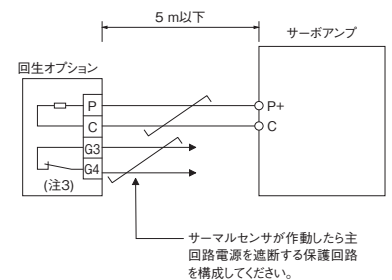 5 m以下
サーボアンプ
回生オプション
P
P+
C
C
G3
G4
(注3)
サーマルセンサが作動したら主
回路電源を遮断する保護回路
を構成してください。